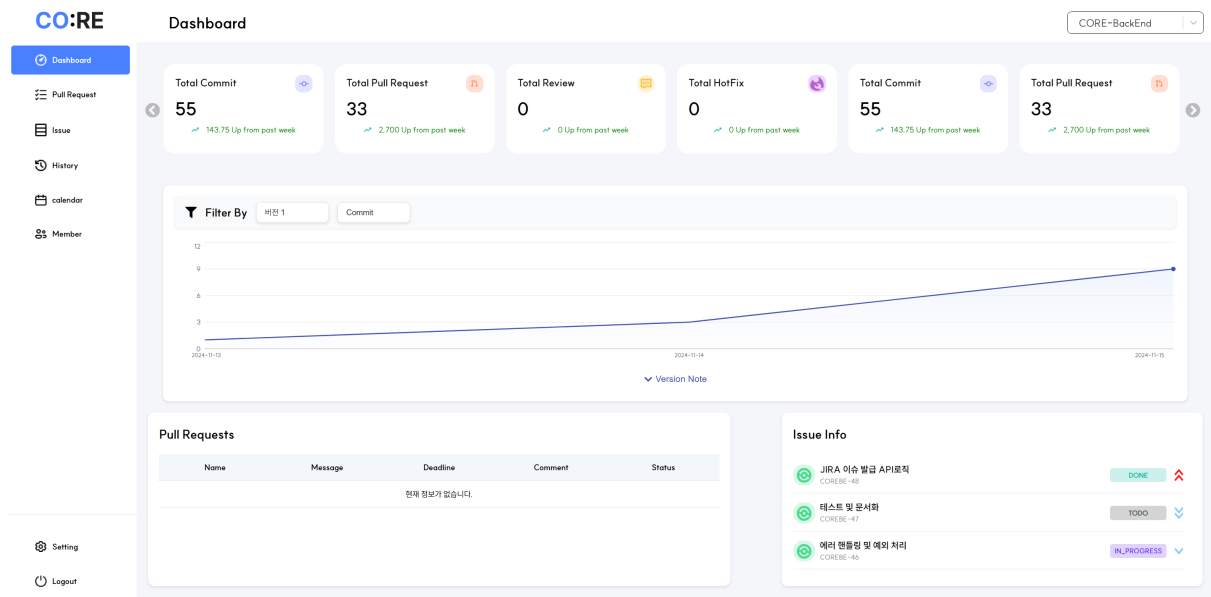 CO:RE
Dashboard
CORE-BackEnd
Dashboard
Pull Request
Issue
History
calendar
Member
Setting
Logout
Total Commit
55
143.75 Up from past week
Total Pull Request
33
2,700 Up from past week
Total Review
0
0 Up from past week
Total HotFix
0
0 Up from past week
Total Commit
55
143.75 Up from past week
Total Pull Request
33
2,700 Up from past week
Filter By
버전 1
Commit
12
9
6
3
0
2024-11-13
2024-11-14
2024-11-15
Version Note
Pull Requests
Name Message Deadline Comment Status
현재 정보가 없습니다.
Issue Info
JIRA 이슈 발급 API로직
COREBE-48
DONE
테스트 및 문서화
COREBE-47
TODO
에러 핸들링 및 예외 처리
COREBE-46
IN_PROGRESS